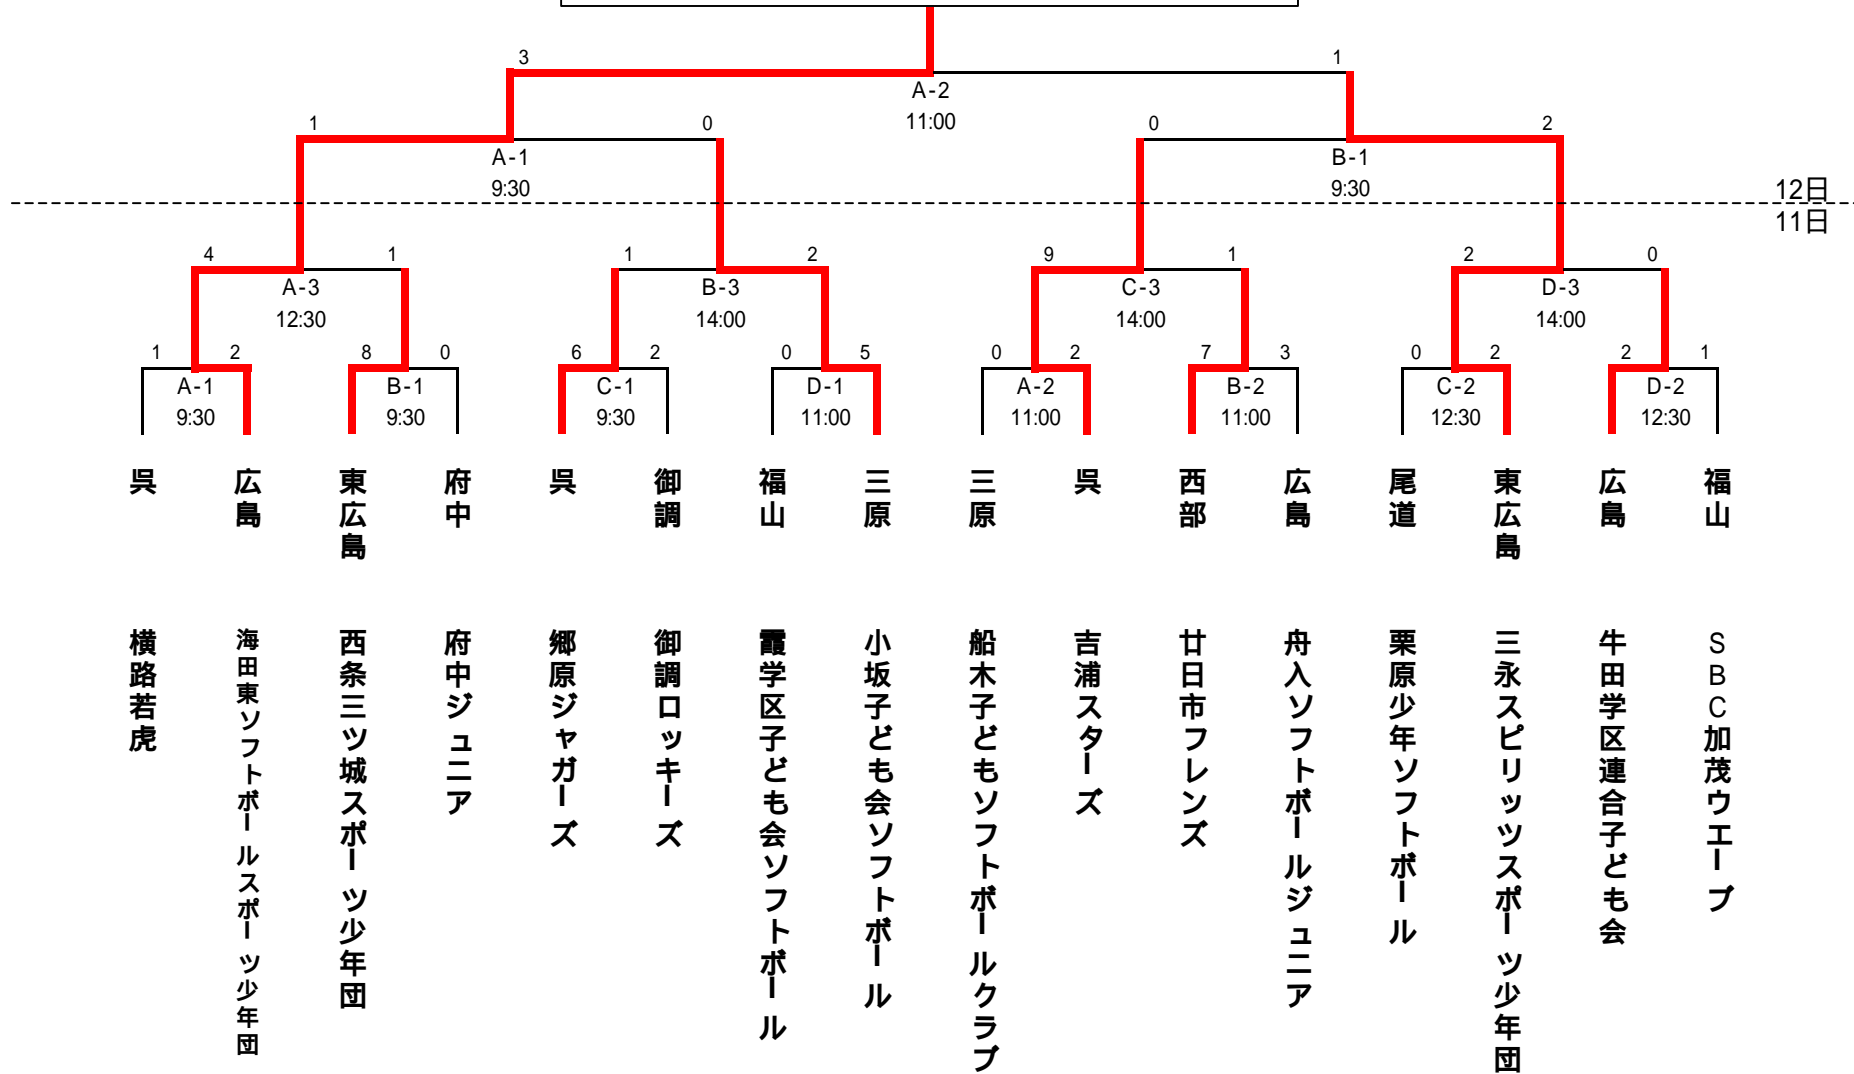 3 1
A-2
11:00
1 0 0 2
A-1 B-1
9:30 9:30
12日
11日
4 1 1 2 9 1 2 0
A-3 B-3 C-3 D-3
12:30 14:00 14:00 14:00
1 2 8 0 6 2 0 5 0 2 7 3 0 2 2 1
A-1 B-1 C-1 D-1 A-2 B-2 C-2 D-2
9:30 9:30 9:30 11:00 11:00 11:00 12:30 12:30
呉
広島
東広島
府中
呉
御調
福山
三原
三原
呉
西部
広島
尾道
東広島
広島
福山
横路若虎
海田東ソフトボールスポーツ少年団
西条三ツ城スポーツ少年団
府中ジュニア
郷原ジャガーズ
御調ロッキーズ
霞学区子ども会ソフトボール
小坂子ども会ソフトボール
船木子どもソフトボールクラブ
吉浦スターズ
廿日市フレンズ
舟入ソフトボールジュニア
栗原少年ソフトボール
三永スピリッツスポーツ少年団
牛田学区連合子ども会
SBC加茂ウエーブ